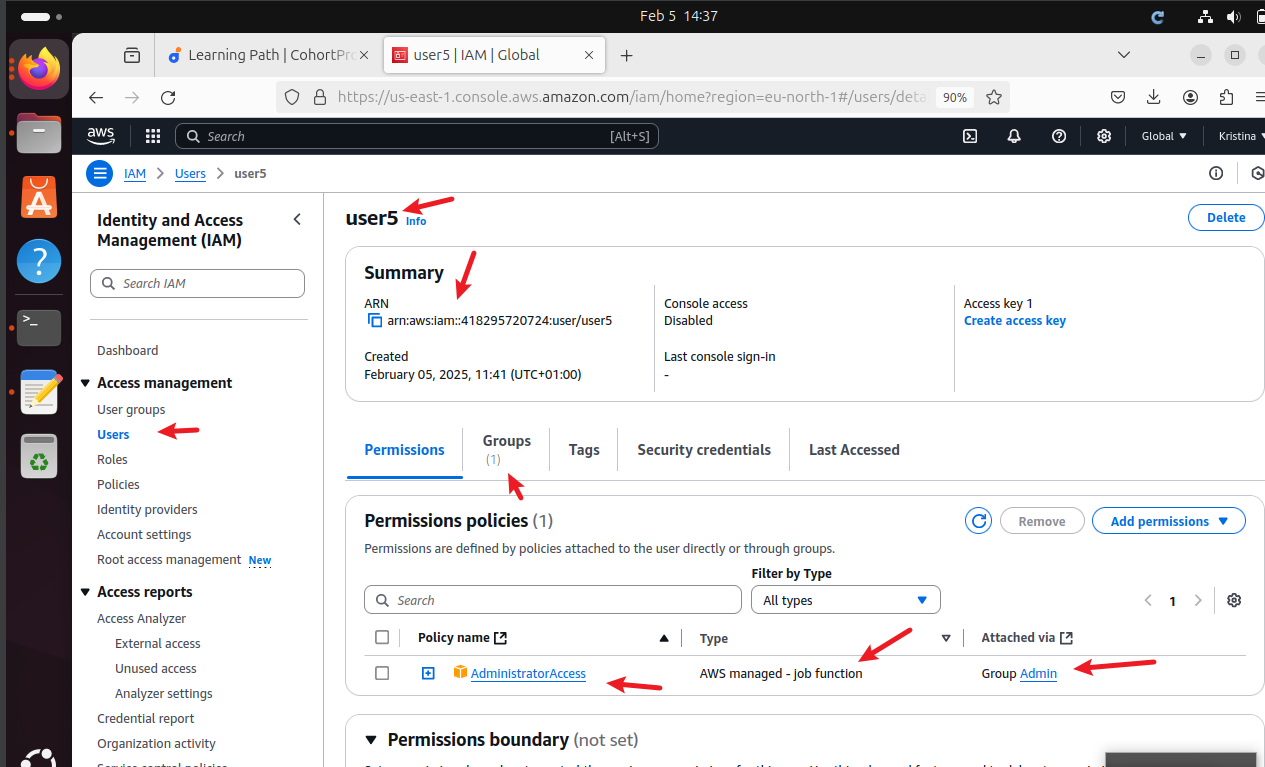 Feb 5 14:37
Learning Path | CohortPro
user5 | IAM | Global
https://us-east-1.console.aws.amazon.com/iam/home?region=eu-north-1#/users/deta
90%
aws
Search
[Alt+S]
Global
Kristina
IAM
Users
user5
Identity and Access
Management (IAM)
Search IAM
Dashboard
Access management
User groups
Users
Roles
Policies
Identity providers
Account settings
Root access management New
Access reports
Access Analyzer
External access
Unused access
Analyzer settings
Credential report
Organization activity
Service control policies
user5 Info
Delete
Summary
ARN
arn:aws:iam::418295720724:user/user5
Created
February 05, 2025, 11:41 (UTC+01:00)
Console access
Disabled
Last console sign-in
-
Access key 1
Create access key
Permissions
Groups
(1)
Tags
Security credentials
Last Accessed
Permissions policies (1)
Remove
Add permissions
Permissions are defined by policies attached to the user directly or through groups.
Filter by Type
Search
All types
1
Policy name
Type
Attached via
AdministratorAccess
AWS managed - job function
Group Admin
Permissions boundary (not set)